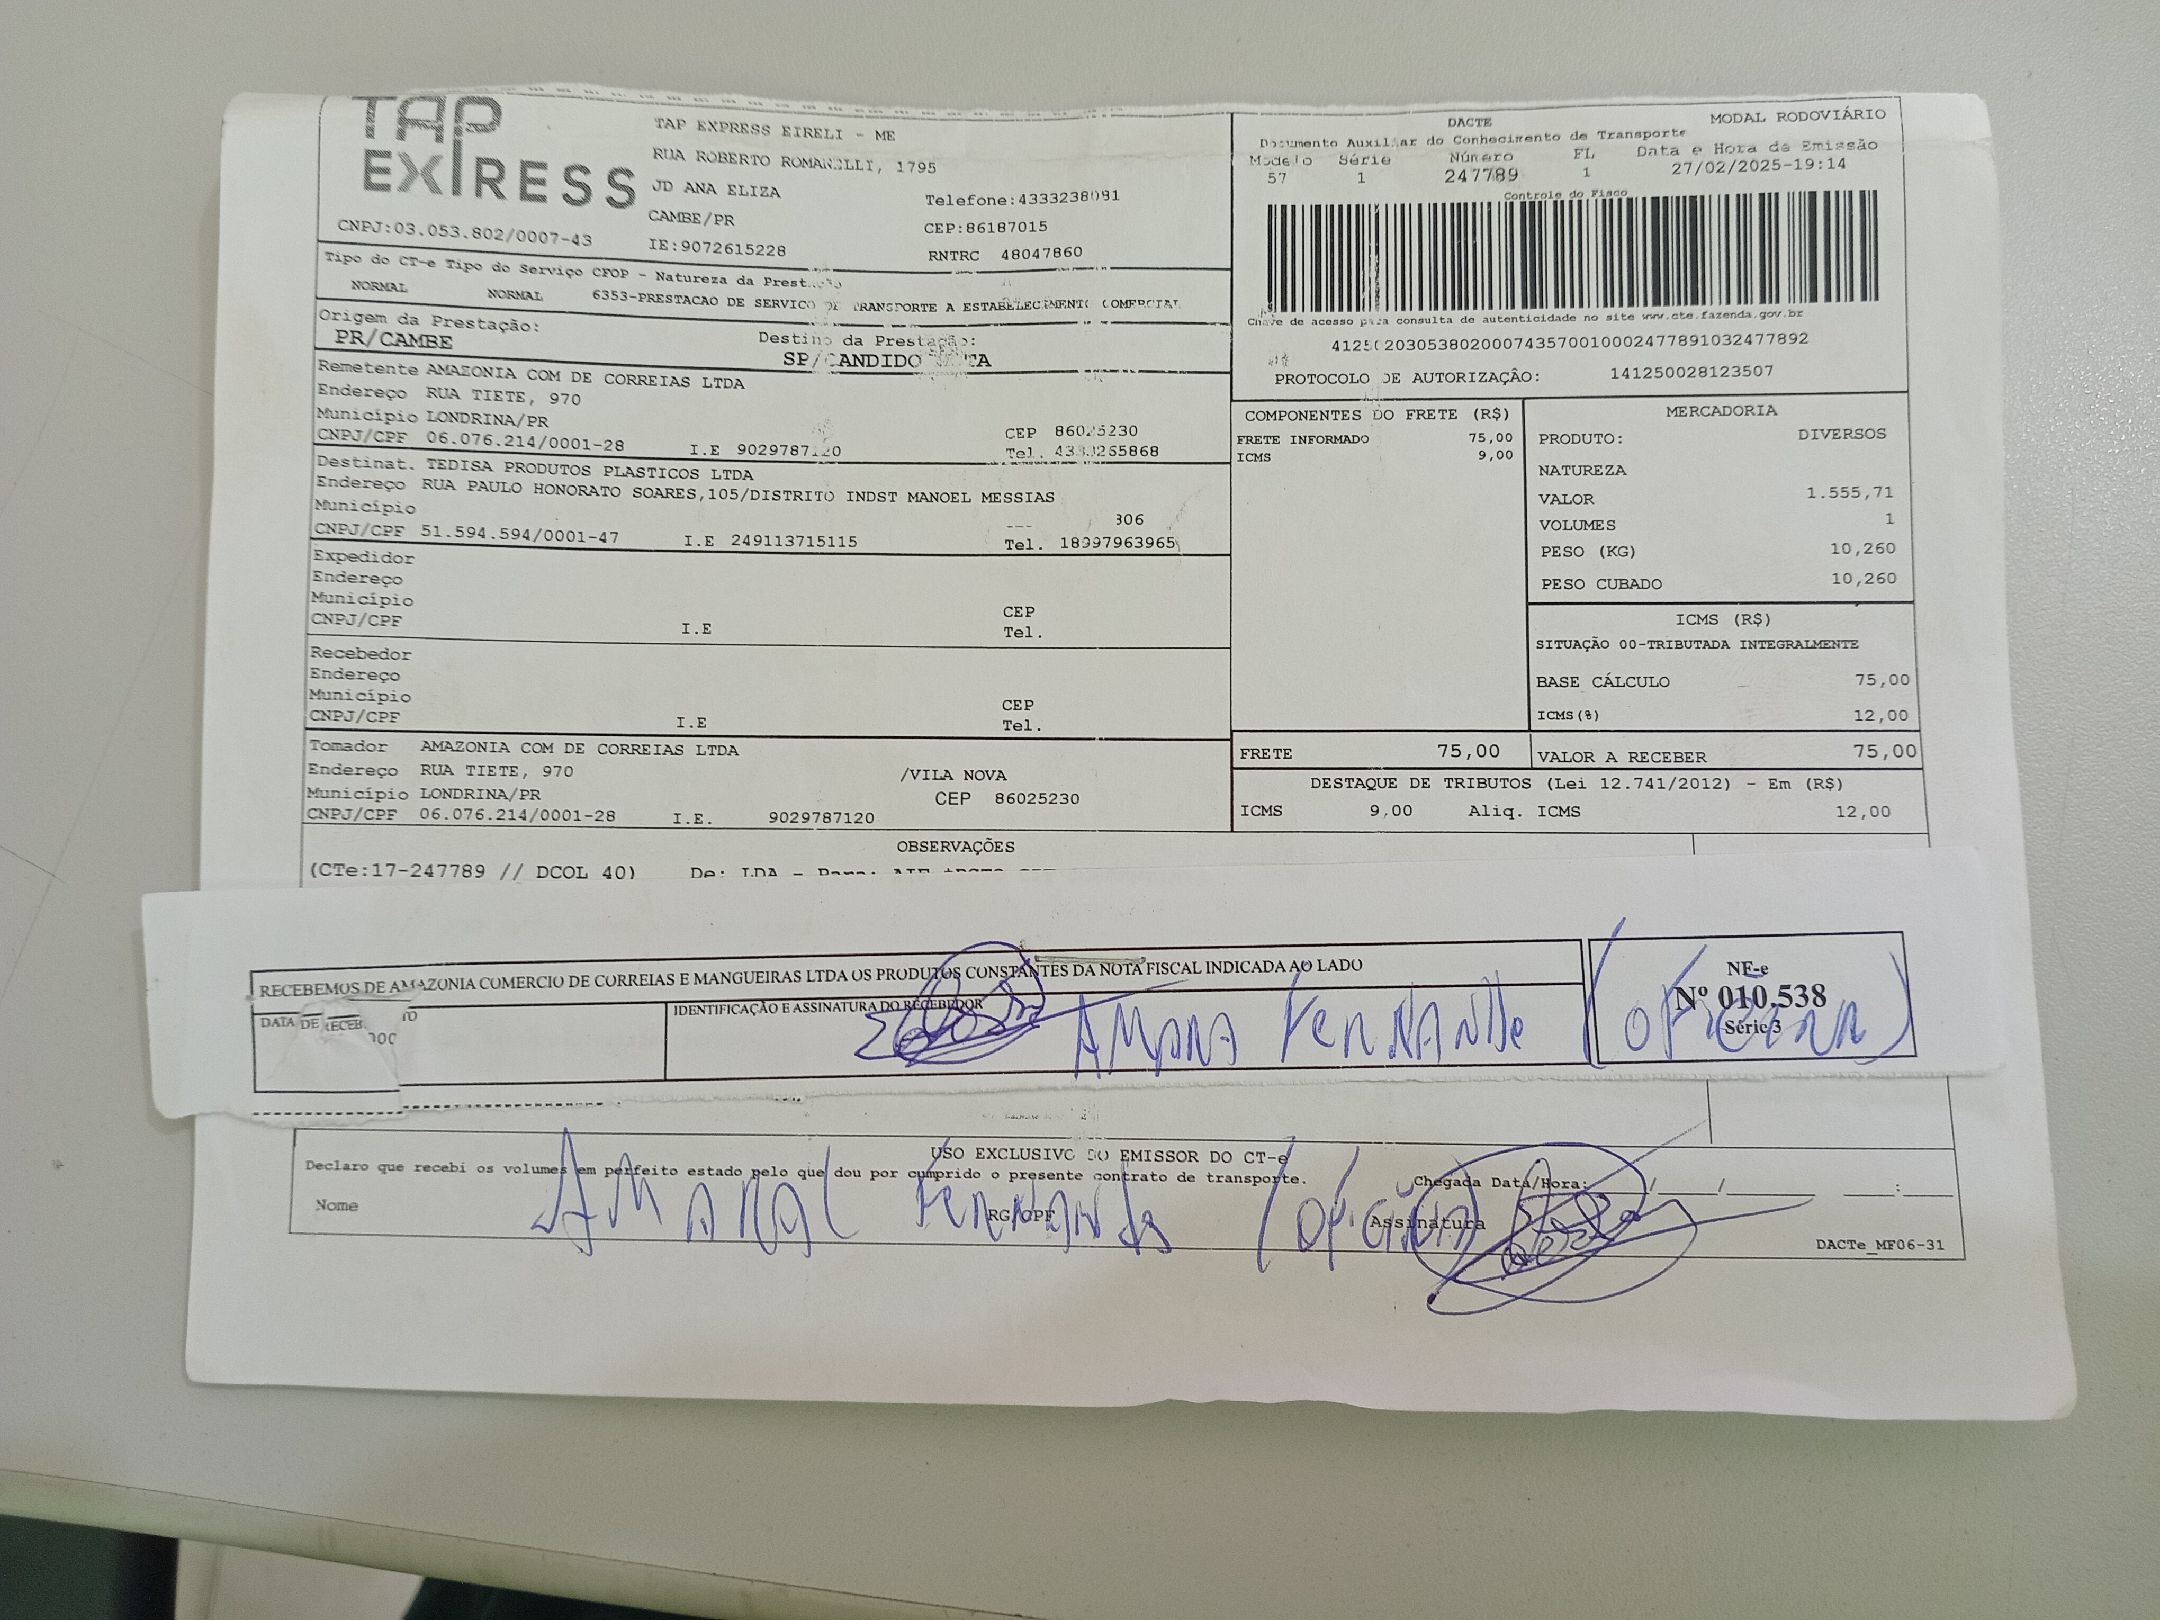 TAP EXPRESS
TAP EXPRESS EIRELI - ME
RUA ROBERTO ROMANELLI, 1795
JD ANA ELIZA
CAMBE/PR
IE:9072615228
Telefone:4333238081
CEP:86187015
RNTRC 48047860
CNPJ:03.053.802/0007-43
DACTE
MODAL RODOVIÁRIO
Documento Auxiliar do Conhecimento de Transporte
Modelo Série Número FL Data e Hora de Emissão
57 1 247789 1 27/02/2025-19:14
Controle do Fisco
Chave de acesso para consulta de autenticidade no site www.cte.fazenda.gov.br
41250203053802000743570010002477891032477892
PROTOCOLO DE AUTORIZAÇÂO: 141250028123507
Tipo do CT-e Tipo do Serviço CFOP - Natureza da Prest.
NORMAL NORMAL 6353-PRESTACAO DE SERVICO DE TRANSPORTE A ESTABELECIMENTO COMERCIAL
Origem da Prestação: Destino da Prestação:
PR/CAMBE SP/CANDIDO
Remetente AMAZONIA COM DE CORREIAS LTDA
Endereço RUA TIETE, 970
Município LONDRINA/PR CEP 86025230
CNPJ/CPF 06.076.214/0001-28 I.E 9029787120 Tel.
Destinat. TEDISA PRODUTOS PLASTICOS LTDA
Endereço RUA PAULO HONORATO SOARES,105/DISTRITO INDST MANOEL MESSIAS
Município 306
CNPJ/CPF 51.594.594/0001-47 I.E 249113715115 Tel. 18997963965
Expedidor
Endereço
Município CEP
CNPJ/CPF I.E Tel.
Recebedor
Endereço
Município CEP
CNPJ/CPF I.E Tel.
Tomador AMAZONIA COM DE CORREIAS LTDA
Endereço RUA TIETE, 970 /VILA NOVA
Município LONDRINA/PR CEP 86025230
CNPJ/CPF 06.076.214/0001-28 I.E. 9029787120
COMPONENTES DO FRETE (R$)
FRETE INFORMADO 75,00
ICMS 9,00
MERCADORIA
PRODUTO: DIVERSOS
NATUREZA
VALOR 1.555,71
VOLUMES 1
PESO (KG) 10,260
PESO CUBADO 10,260
ICMS (R$)
SITUAÇÃO 00-TRIBUTADA INTEGRALMENTE
BASE CÁLCULO 75,00
ICMS(%) 12,00
FRETE 75,00 VALOR A RECEBER 75,00
DESTAQUE DE TRIBUTOS (Lei 12.741/2012) - Em (R$)
ICMS 9,00 Aliq. ICMS 12,00
OBSERVAÇÕES
(CTe:17-247789 // DCOL 40) De: LDA - Para:
RECEBEMOS DE AMAZONIA COMERCIO DE CORREIAS E MANGUEIRAS LTDA OS PRODUTOS CONSTANTES DA NOTA FISCAL INDICADA AO LADO
DATA DE RECEB
IDENTIFICAÇÃO E ASSINATURA DO RECEBEDOR
NF-e
Nº 010.538
Série 3
USO EXCLUSIVO DO EMISSOR DO CT-e
Declaro que recebi os volumes em perfeito estado pelo que dou por cumprido o presente contrato de transporte.
Chegada Data/Hora: / / :
Nome RG/CPF Assinatura
DACTe_MF06-31